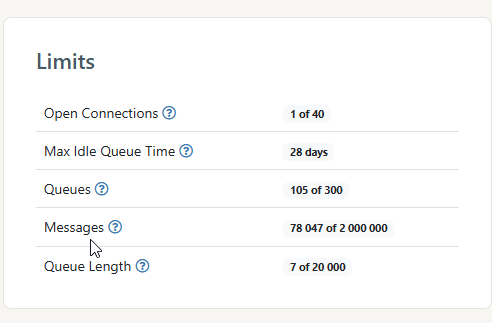 Limits
Open Connections ? 1 of 40
Max Idle Queue Time ? 28 days
Queues ? 105 of 300
Messages ? 78 047 of 2 000 000
Queue Length ? 7 of 20 000